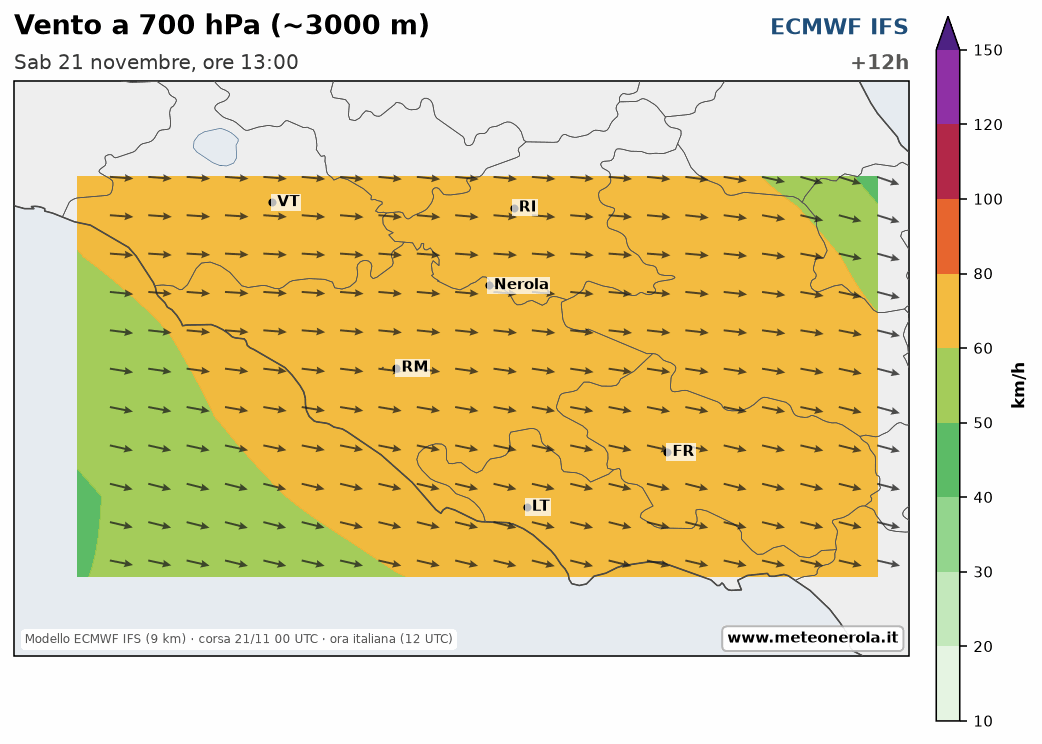 Vento a 700 hPa (~3000 m)
ECMWF IFS
Sab 21 novembre, ore 13:00
+12h
VT
RI
Nerola
RM
FR
LT
150
120
100
80
60
50
40
30
20
10
km/h
Modello ECMWF IFS (9 km) · corsa 21/11 00 UTC · ora italiana (12 UTC)
www.meteonerola.it